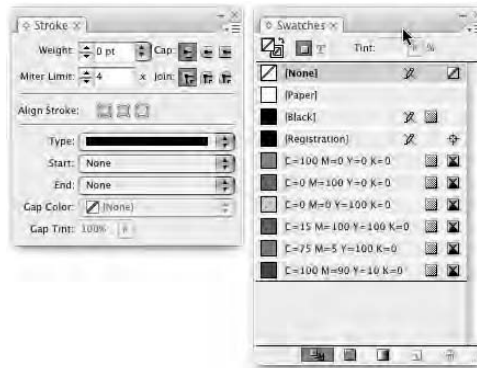 Stroke x
Weight: 0 pt Cap:
Miter Limit: 4 x Join:
Align Stroke:
Type:
Start: None
End: None
Gap Color: [None]
Gap Tint: 100%
Swatches x
T Tint: %
[None]
[Paper]
[Black]
[Registration]
C=100 M=0 Y=0 K=0
C=0 M=100 Y=0 K=0
C=0 M=0 Y=100 K=0
C=15 M=100 Y=100 K=0
C=75 M=5 Y=100 K=0
C=100 M=90 Y=10 K=0